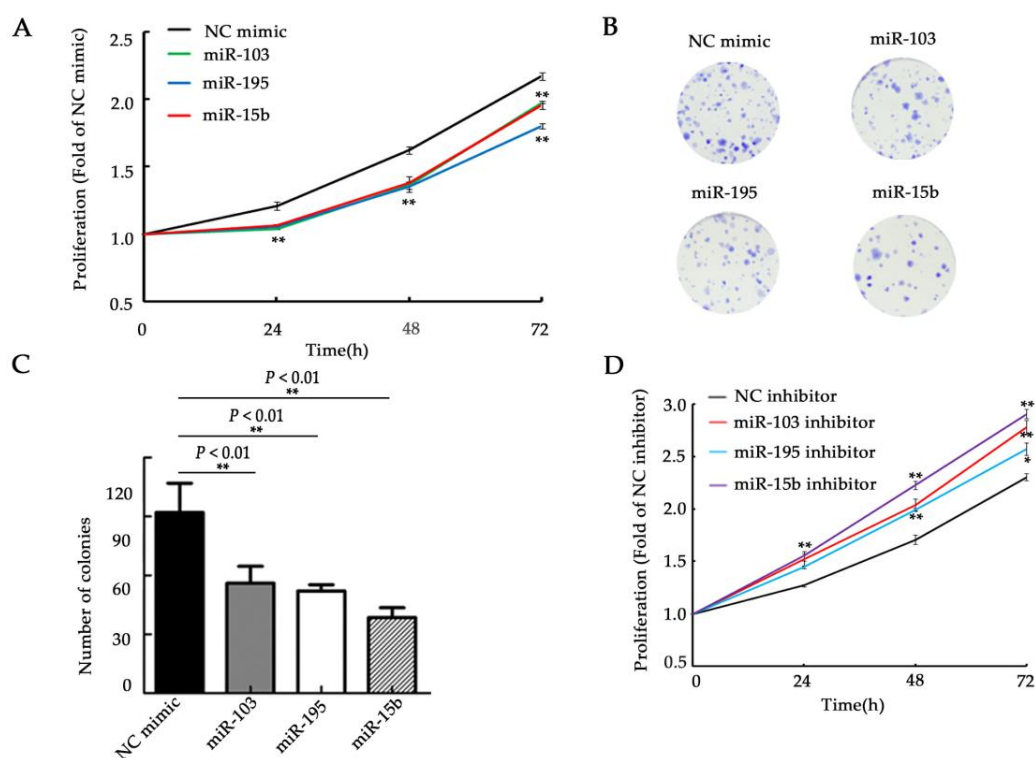 A
2.5
2.0
1.5
1.0
0.5
Proliferation (Fold of NC mimic)
NC mimic
miR-103
miR-195
miR-15b
**
**
**
**
0
24
48
72
Time(h)
B
NC mimic
miR-103
miR-195
miR-15b
C
P < 0.01
**
P < 0.01
**
P < 0.01
**
120
90
60
30
0
Number of colonies
NC mimic
miR-103
miR-195
miR-15b
D
3.0
2.5
2.0
1.5
1.0
0.5
Proliferation (Fold of NC inhibitor)
NC inhibitor
miR-103 inhibitor
miR-195 inhibitor
miR-15b inhibitor
**
**
**
**
**
*
0
24
48
72
Time(h)